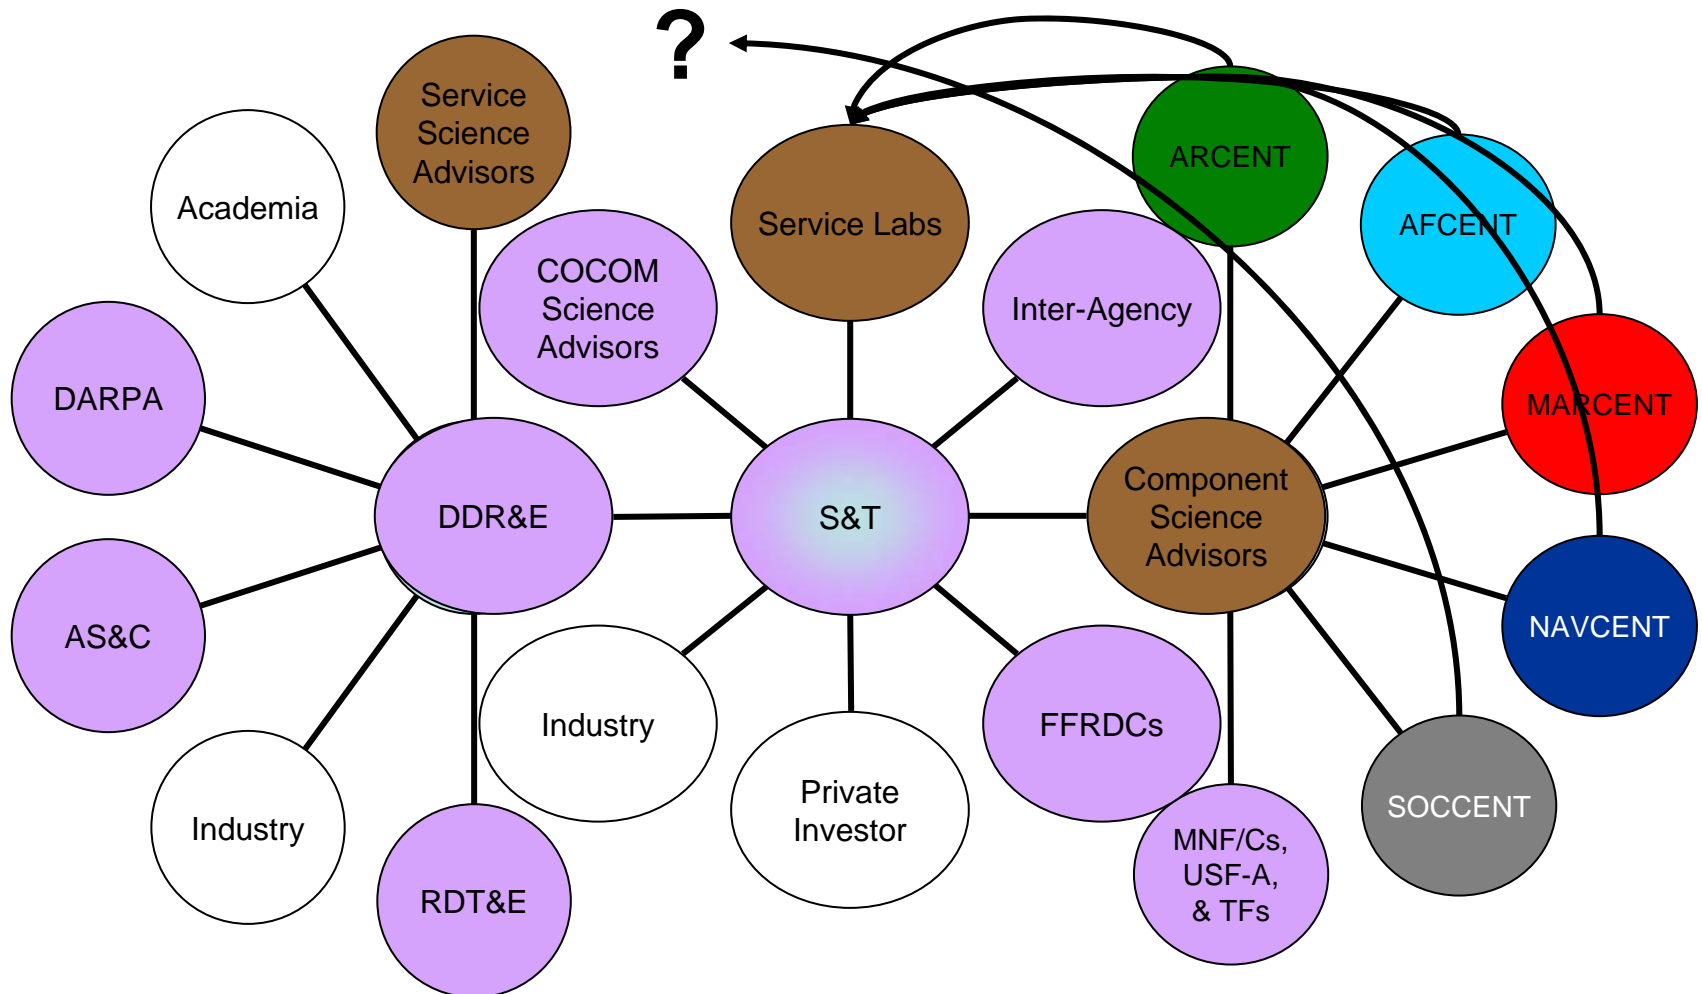 ?
Service
Science
Advisors
Academia
COCOM
Science
Advisors
Service Labs
Inter-Agency
ARCENT
AFCENT
DARPA
MARCENT
DDR&E
S&T
Component
Science
Advisors
AS&C
NAVCENT
Industry
Industry
Private
Investor
FFRDCs
SOCCENT
RDT&E
MNF/Cs,
USF-A,
& TFs